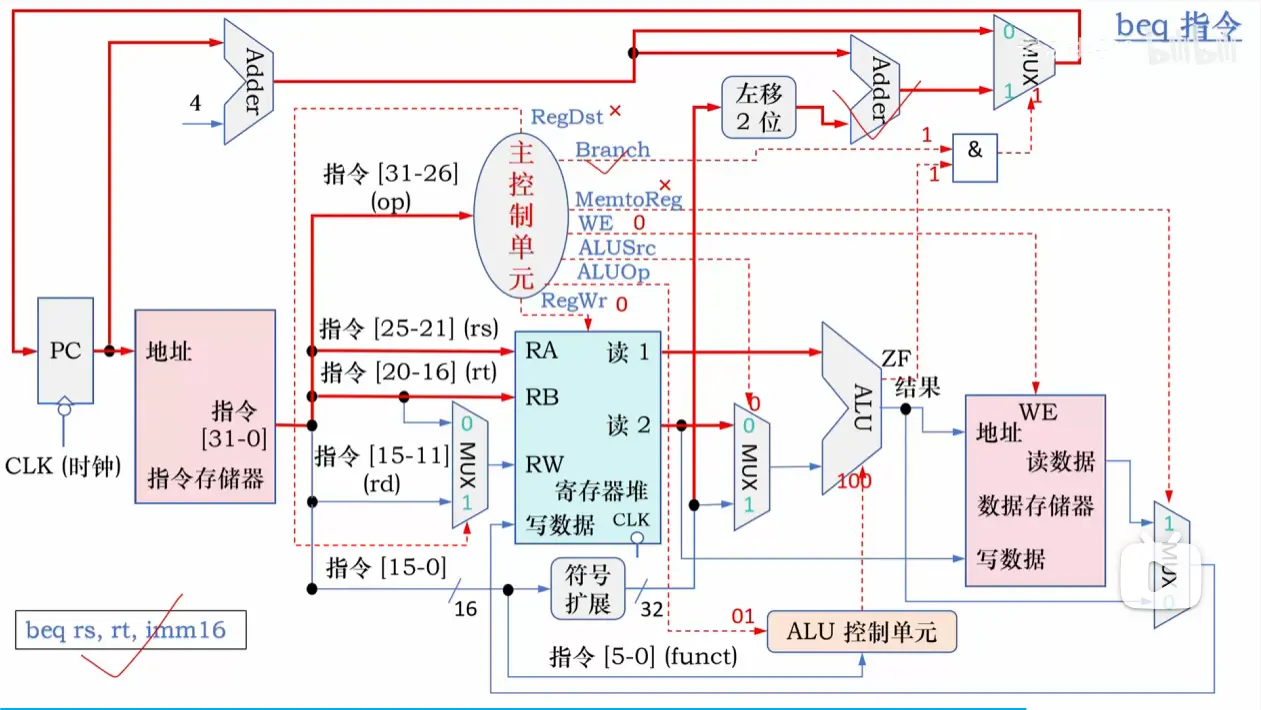 beq 指令
0
MUX
1
1
Adder
4
Adder
左移
2 位
RegDst ×
主控制单元
Branch
1
&
1
指令 [31-26]
(op)
×
MemtoReg
WE 0
ALUSrc
ALUOp
RegWr 0
PC
CLK (时钟)
地址
指令
[31-0]
指令存储器
指令 [25-21] (rs)
指令 [20-16] (rt)
指令 [15-11]
(rd)
指令 [15-0]
0
MUX
1
RA
读 1
RB
读 2
RW
寄存器堆
写数据
CLK
0
0
MUX
1
ALU
ZF
结果
100
WE
地址
读数据
数据存储器
写数据
1
MUX
0
符号
扩展
16
32
01
ALU 控制单元
指令 [5-0] (funct)
beq rs, rt, imm16